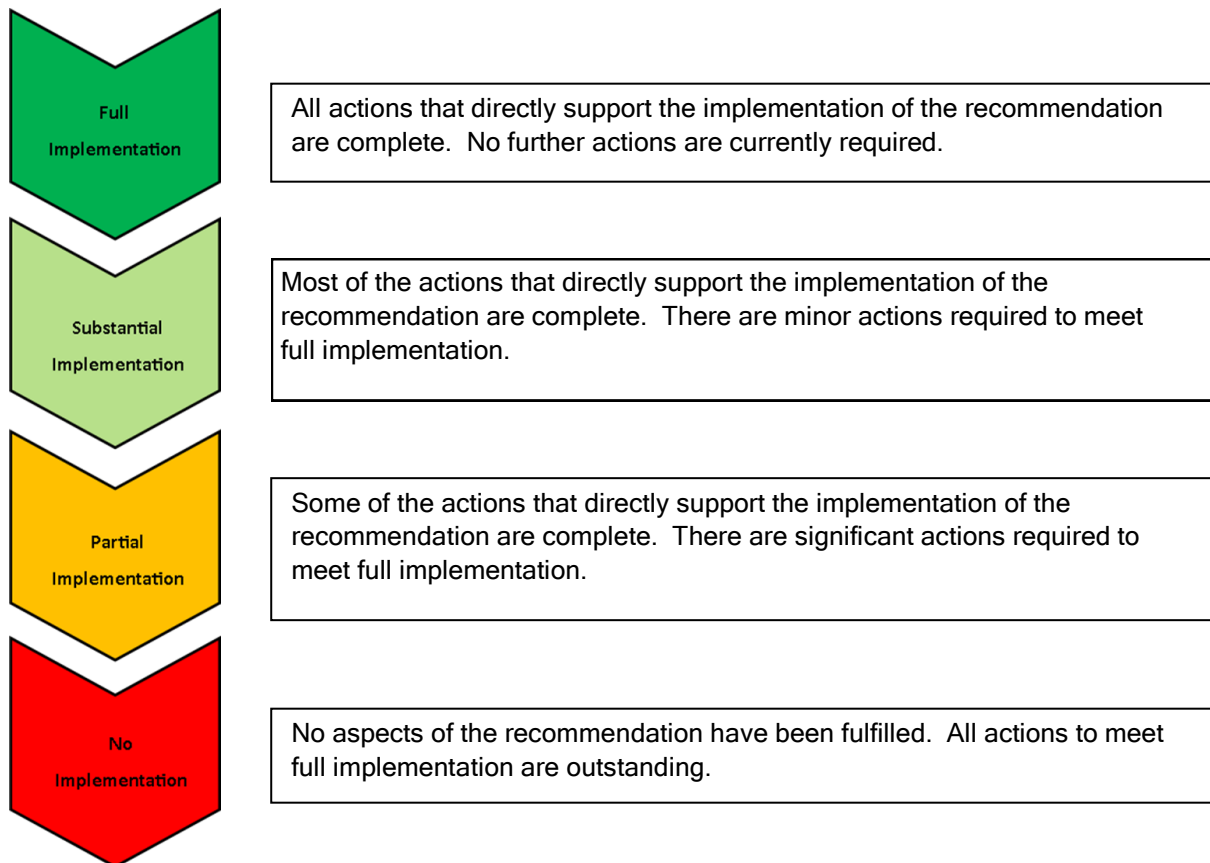 Full
Implementation
All actions that directly support the implementation of the recommendation
are complete.  No further actions are currently required.
Substantial
Implementation
Most of the actions that directly support the implementation of the
recommendation are complete.  There are minor actions required to meet
full implementation.
Partial
Implementation
Some of the actions that directly support the implementation of the
recommendation are complete.  There are significant actions required to
meet full implementation.
No
Implementation
No aspects of the recommendation have been fulfilled.  All actions to meet
full implementation are outstanding.